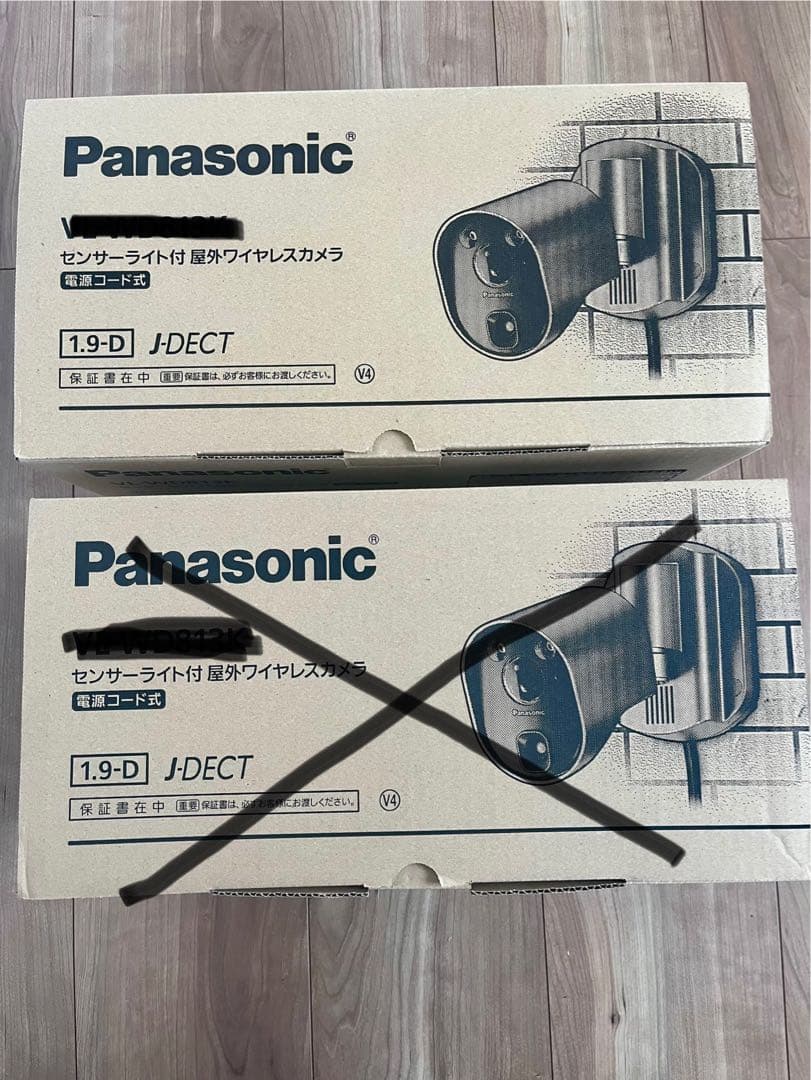 Panasonic®
センサーライト付 屋外ワイヤレスカメラ
電源コード式
Panasonic
1.9-D J-DECT
保証書在中 重要 保証書は、必ずお客様にお渡しください。 V4
Panasonic
VL-WD813K
Panasonic®
VL-WD813K
センサーライト付 屋外ワイヤレスカメラ
電源コード式
Panasonic
1.9-D J-DECT
保証書在中 重要 保証書は、必ずお客様にお渡しください。 V4